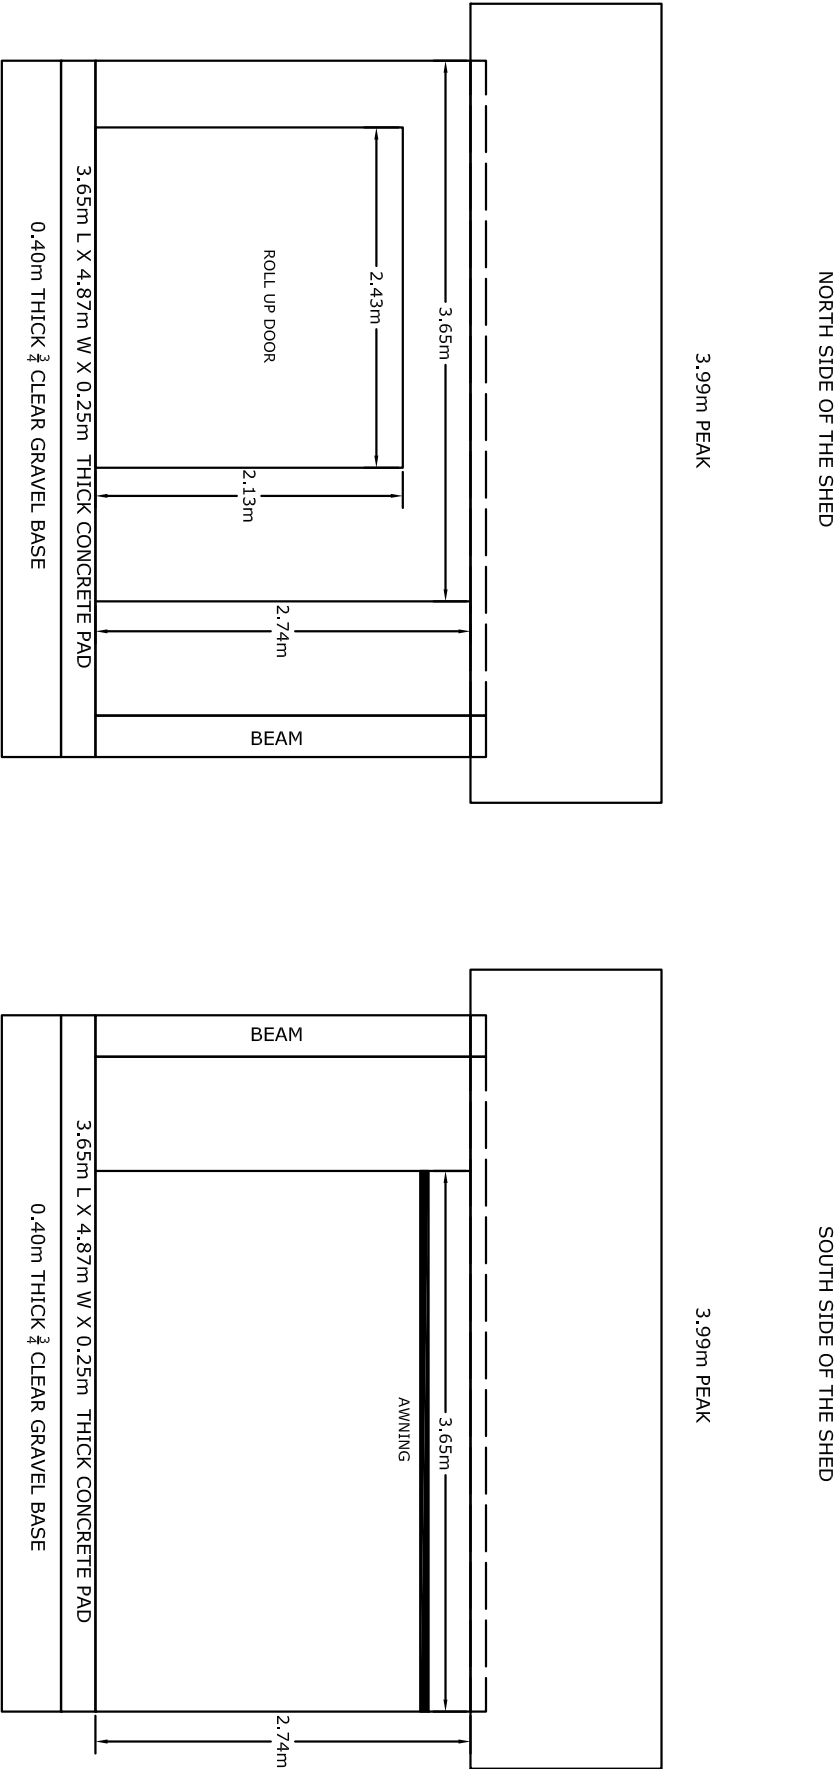 NORTH SIDE OF THE SHED
3.99m PEAK
3.65m
2.43m
ROLL UP DOOR
2.13m
2.74m
BEAM
3.65m L X 4.87m W X 0.25m THICK CONCRETE PAD
0.40m THICK ¾ CLEAR GRAVEL BASE
SOUTH SIDE OF THE SHED
3.99m PEAK
BEAM
3.65m
AWNING
2.74m
3.65m L X 4.87m W X 0.25m THICK CONCRETE PAD
0.40m THICK ¾ CLEAR GRAVEL BASE